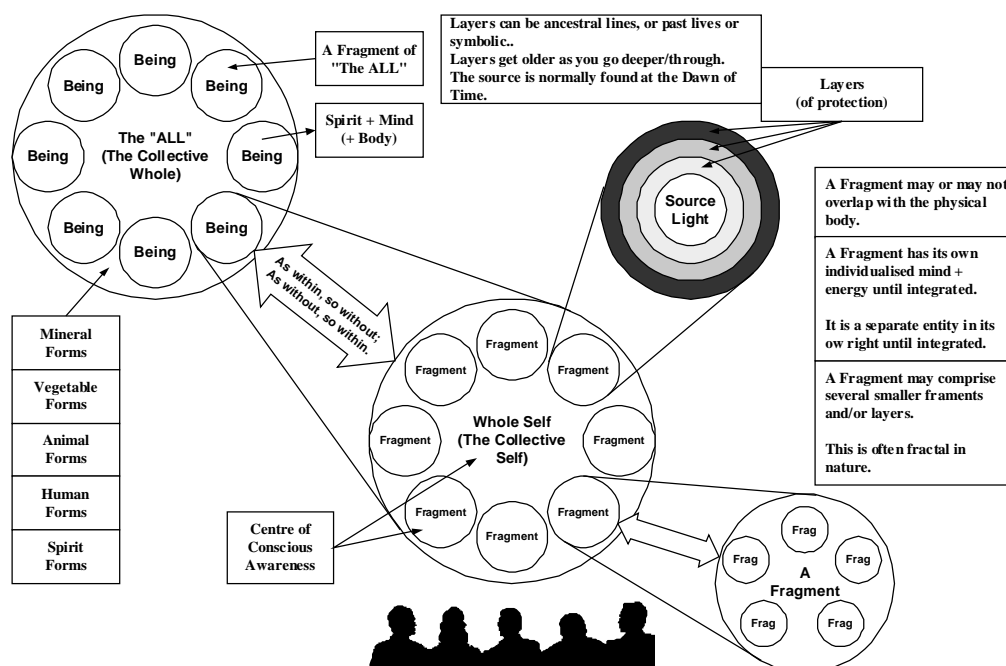 Being
Being
Being
Being
Being
Being
Being
Being
The "ALL"
(The Collective
Whole)
A Fragment of
"The ALL"
Spirit + Mind
(+ Body)
Layers can be ancestral lines, or past lives or
symbolic..
Layers get older as you go deeper/through.
The source is normally found at the Dawn of
Time.
Layers
(of protection)
Source
Light
A Fragment may or may not
overlap with the physical
body.
A Fragment has its own
individualised mind +
energy until integrated.
It is a separate entity in its
ow right until integrated.
A Fragment may comprise
several smaller framents
and/or layers.
This is often fractal in
nature.
As within, so without;
As without, so within.
Mineral
Forms
Vegetable
Forms
Animal
Forms
Human
Forms
Spirit
Forms
Fragment
Fragment
Fragment
Fragment
Fragment
Fragment
Fragment
Fragment
Whole Self
(The Collective
Self)
Centre of
Conscious
Awareness
Frag
Frag
Frag
Frag
Frag
A
Fragment